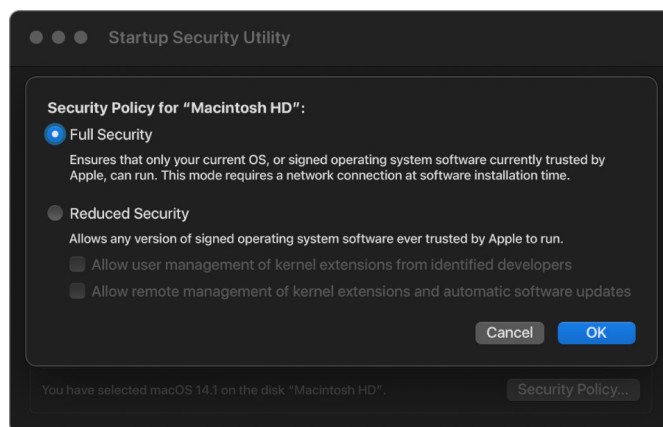 Startup Security Utility
Security Policy for “Macintosh HD”:
Full Security
Ensures that only your current OS, or signed operating system software currently trusted by
Apple, can run. This mode requires a network connection at software installation time.
Reduced Security
Allows any version of signed operating system software ever trusted by Apple to run.
Allow user management of kernel extensions from identified developers
Allow remote management of kernel extensions and automatic software updates
Cancel OK
You have selected macOS 14.1 on the disk “Macintosh HD”. Security Policy...